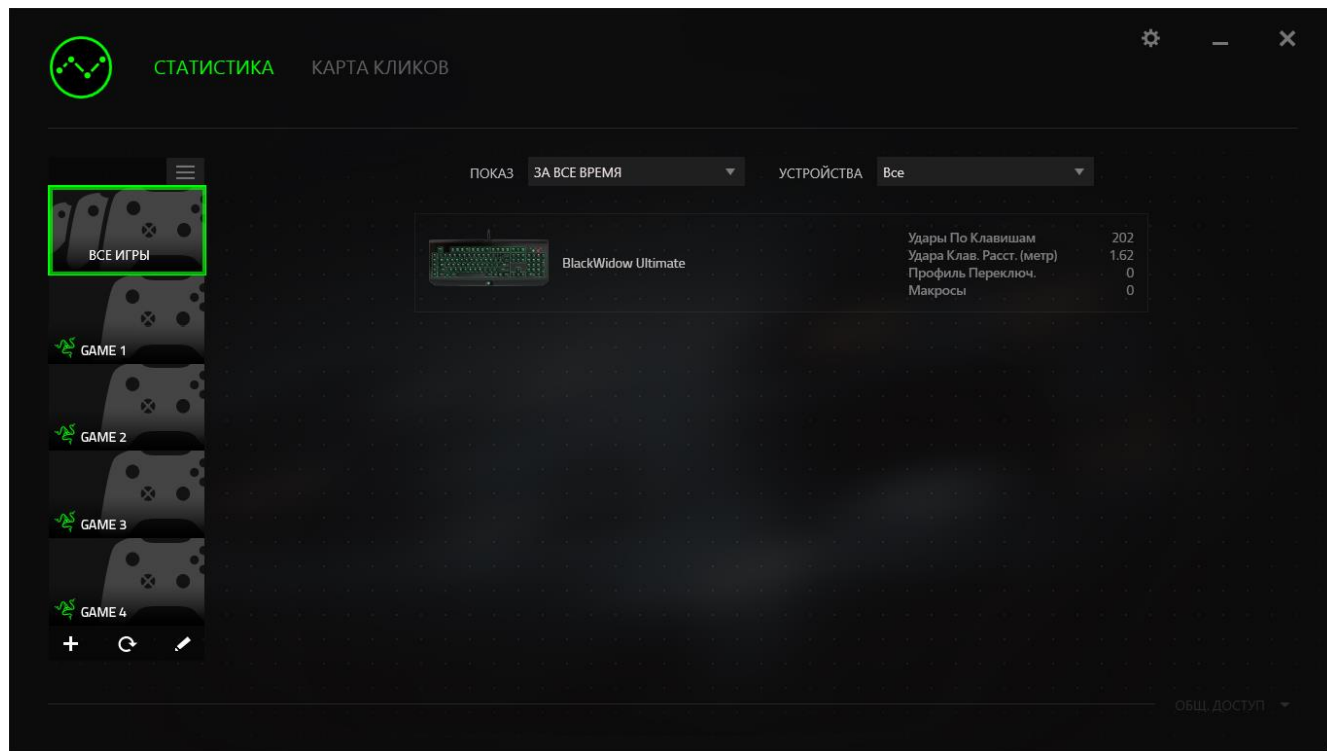 СТАТИСТИКА КАРТА КЛИКОВ
ПОКАЗ ЗА ВСЕ ВРЕМЯ УСТРОЙСТВА Все
ВСЕ ИГРЫ
GAME 1
GAME 2
GAME 3
GAME 4
BlackWidow Ultimate
Удары По Клавишам 202
Удара Клав. Расст. (метр) 1.62
Профиль Переключ. 0
Макросы 0
ОБЩ. ДОСТУП